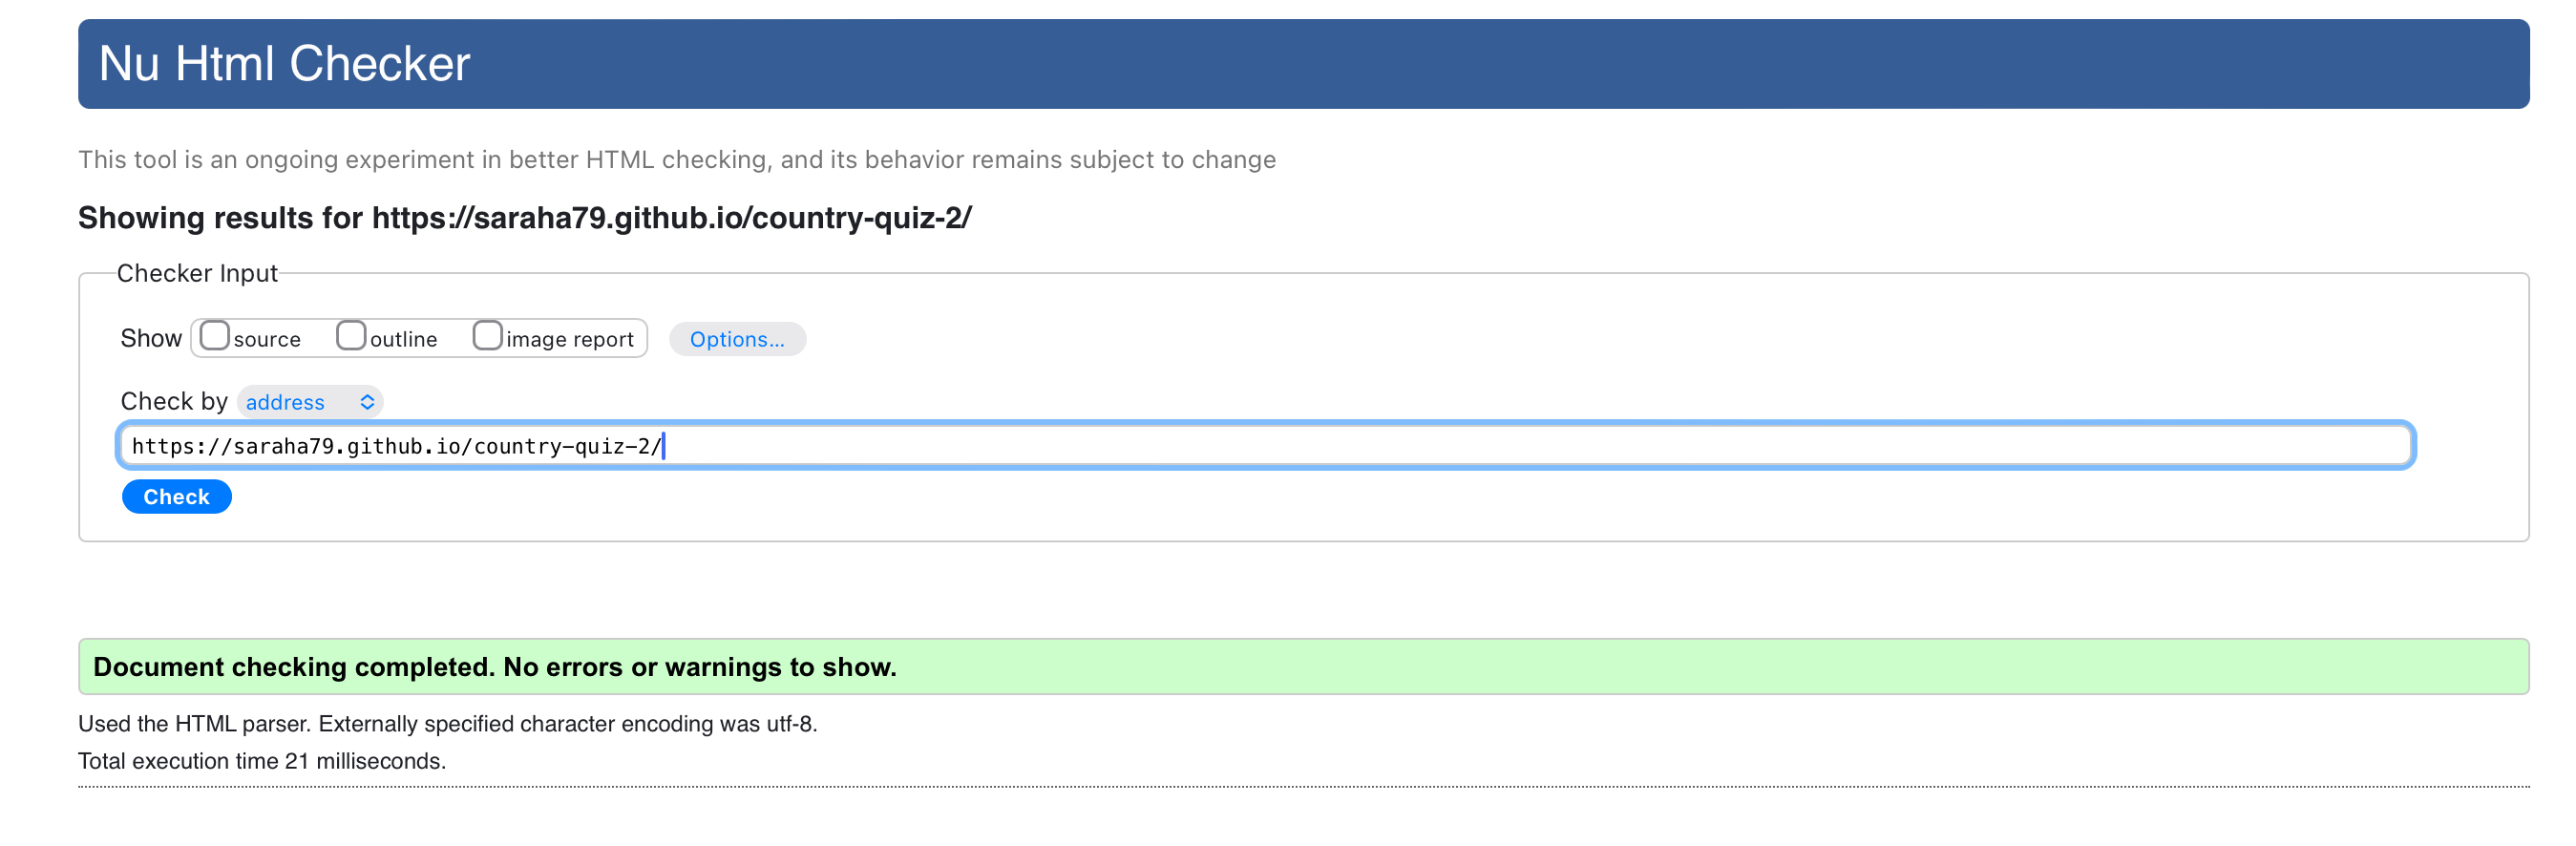 Nu Html Checker
This tool is an ongoing experiment in better HTML checking, and its behavior remains subject to change
Showing results for https://saraha79.github.io/country-quiz-2/
Checker Input
Show source outline image report Options...
Check by address
https://saraha79.github.io/country-quiz-2/
Check
Document checking completed. No errors or warnings to show.
Used the HTML parser. Externally specified character encoding was utf-8.
Total execution time 21 milliseconds.